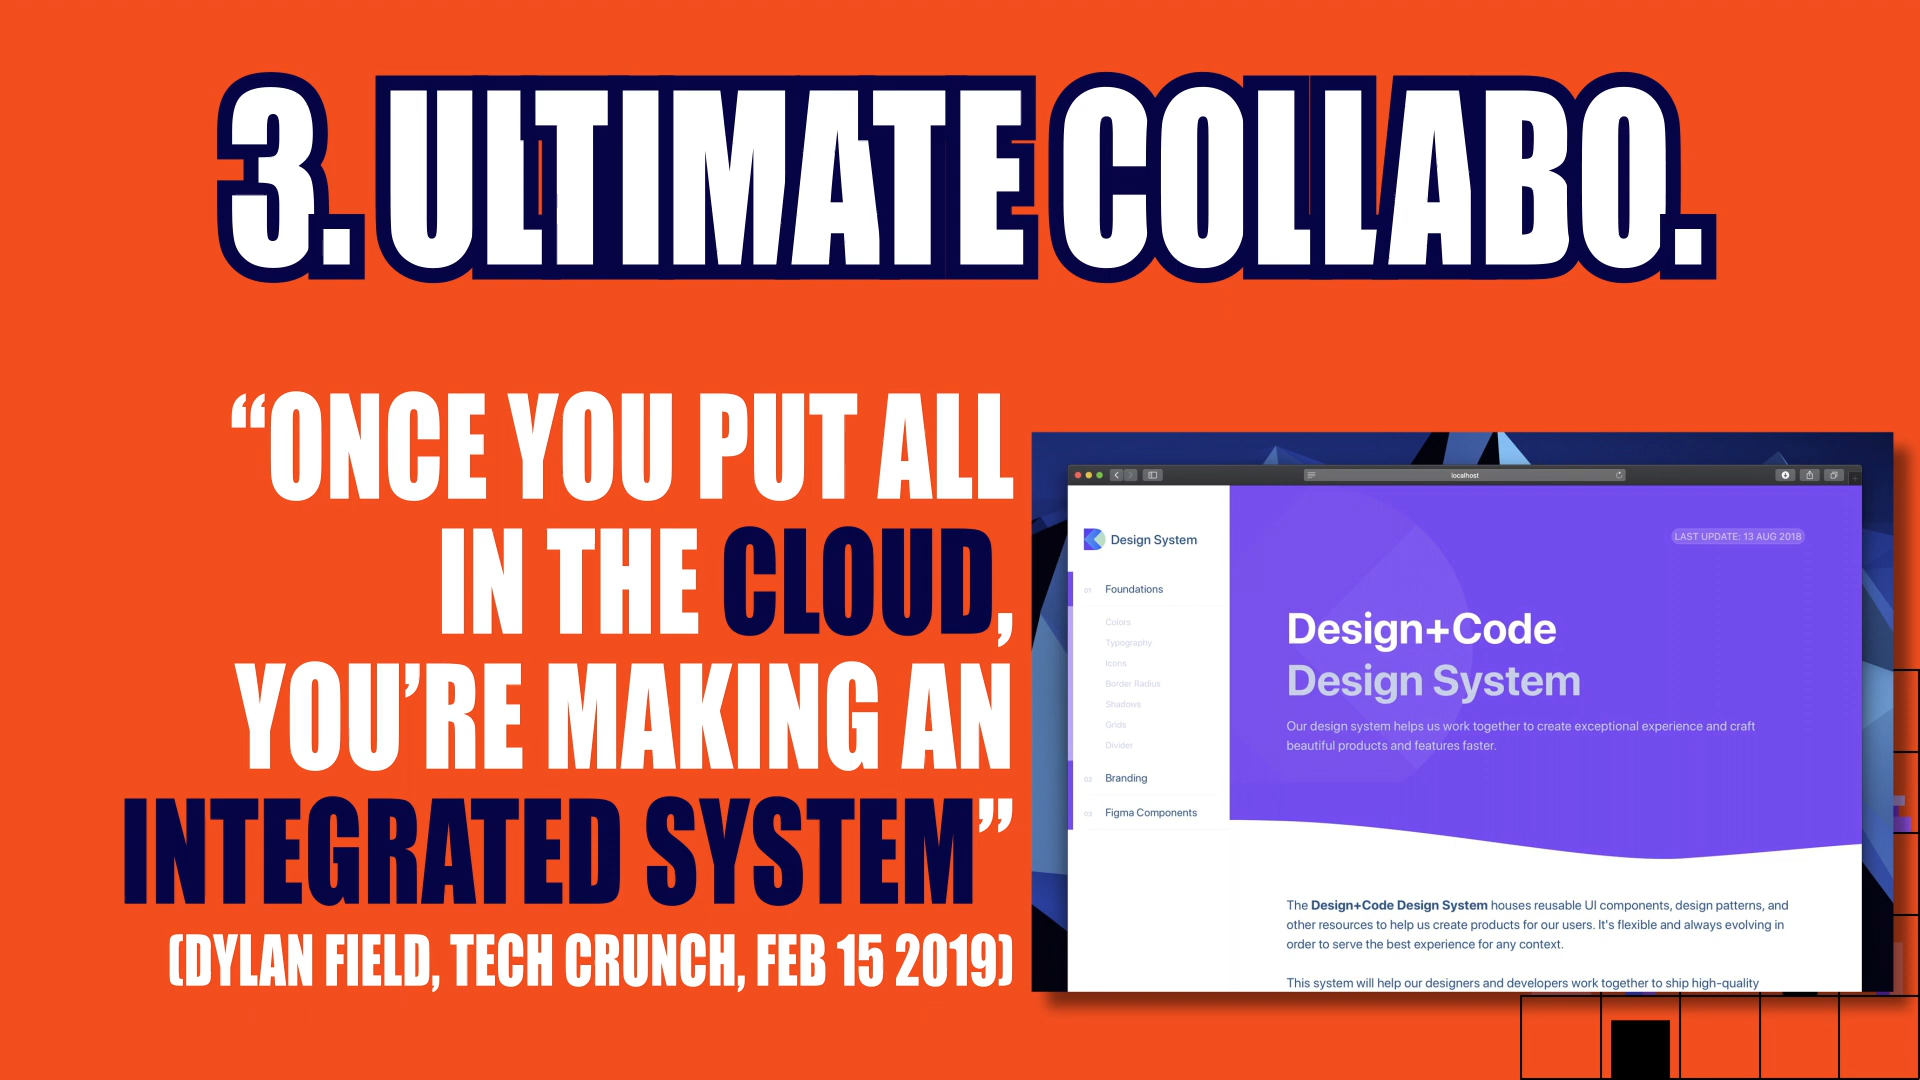 3. ULTIMATE COLLABO.
“ONCE YOU PUT ALL
IN THE CLOUD,
YOU’RE MAKING AN
INTEGRATED SYSTEM”
(DYLAN FIELD, TECH CRUNCH, FEB 15 2019)
localhost
Design System
01 Foundations
Colors
Typography
Icons
Border Radius
Shadows
Grids
Divider
02 Branding
03 Figma Components
LAST UPDATE: 13 AUG 2018
Design+Code
Design System
Our design system helps us work together to create exceptional experience and craft
beautiful products and features faster.
The Design+Code Design System houses reusable UI components, design patterns, and
other resources to help us create products for our users. It's flexible and always evolving in
order to serve the best experience for any context.
This system will help our designers and developers work together to ship high-quality